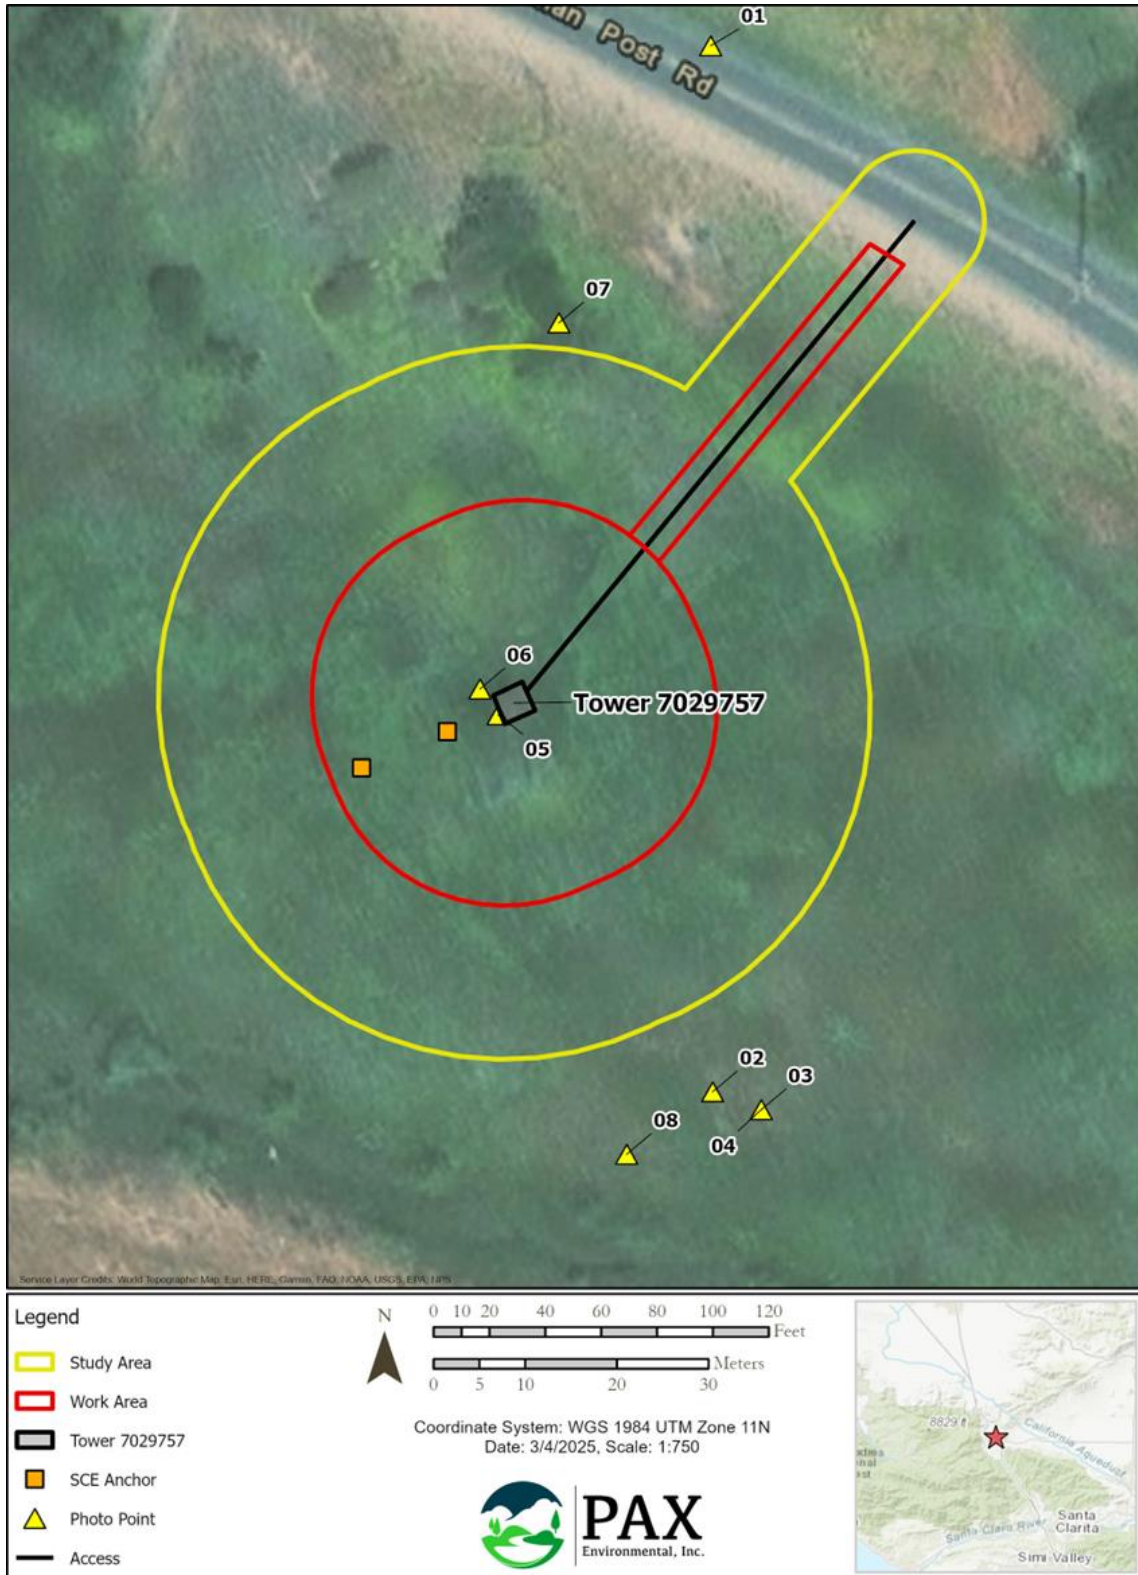 01
man Post Rd
07
06
Tower 7029757
05
02
03
08
04
Service Layer Credits: World Topographic Map: Esri, HERE, Garmin, FAO, NOAA, USGS, EPA, NPS
Legend
Study Area
Work Area
Tower 7029757
SCE Anchor
Photo Point
Access
N
0 10 20 40 60 80 100 120
Feet
Meters
0 5 10 20 30
Coordinate System: WGS 1984 UTM Zone 11N
Date: 3/4/2025, Scale: 1:750
PAX
Environmental, Inc.
8829 ft
California Aqueduct
Santa Clara River
Santa
Clarita
Simi Valley